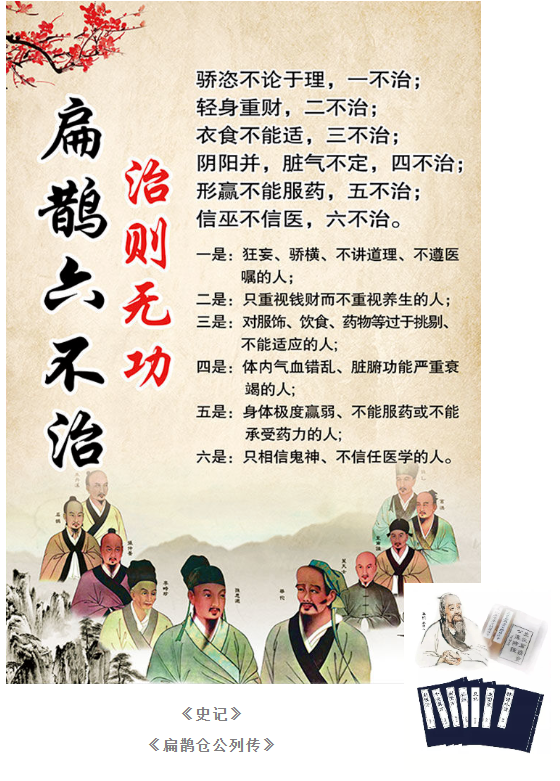 扁鹊六不治
治则无功
骄恣不论于理，一不治；
轻身重财，二不治；
衣食不能适，三不治；
阴阳并，脏气不定，四不治；
形赢不能服药，五不治；
信巫不信医，六不治。
一是：狂妄、骄横、不讲道理、不遵医
嘱的人；
二是：只重视钱财而不重视养生的人；
三是：对服饰、饮食、药物等过于挑剔、
不能适应的人；
四是：体内气血错乱、脏腑功能严重衰
竭的人；
五是：身体极度赢弱、不能服药或不能
承受药力的人；
六是：只相信鬼神、不信任医学的人。
李时珍
华佗
《史记》
《扁鹊仓公列传》